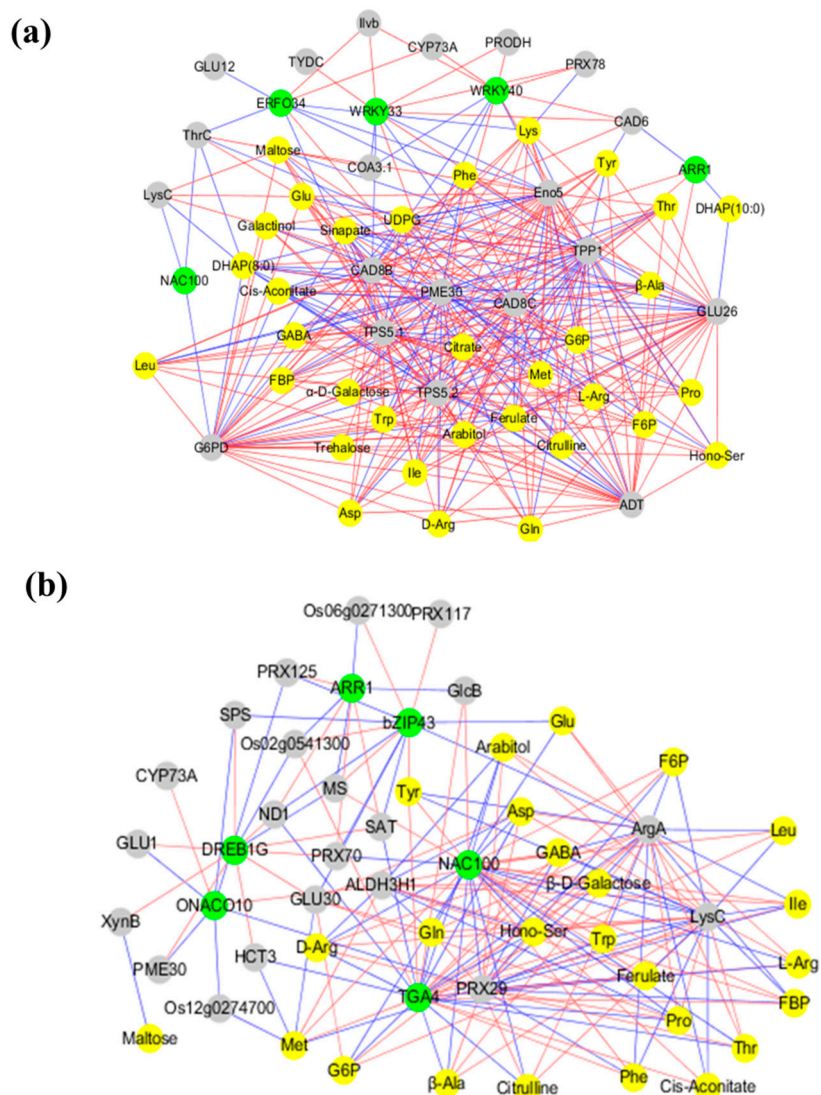 (a)
Ilvb
CYP73A
PRODH
TYDC
GLU12
PRX78
WRKY40
ERFO34
WRKY33
CAD6
Lys
ThrC
Maltose
COA3.1
Tyr
ARR1
Phe
LysC
Glu
Eno5
Thr
DHAP(10:0)
Galactinol
Sinapate
UDPG
TPP1
DHAP(8:0)
CAD8B
NAC100
Cis-Aconitate
PME30
CAD8C
β-Ala
GLU26
GABA
TPS5.1
Citrate
G6P
Leu
FBP
α-D-Galactose
TPS5.2
Met
L-Arg
Pro
Trp
Ferulate
F6P
G6PD
Trehalose
Arabitol
Citrulline
Hono-Ser
Ile
Asp
D-Arg
Gln
ADT
(b)
Os06g0271300
PRX117
PRX125
ARR1
GlcB
SPS
bZIP43
Glu
Os02g0541300
Arabitol
CYP73A
F6P
MS
Tyr
ND1
SAT
Asp
ArgA
Leu
GLU1
DREB1G
PRX70
NAC100
GABA
ALDH3H1
β-D-Galactose
ONACO10
GLU30
LysC
Ile
XynB
D-Arg
Gln
Hono-Ser
Trp
HCT3
PME30
L-Arg
Ferulate
TGA4
PRX29
Os12g0274700
FBP
Pro
Maltose
Met
Thr
G6P
β-Ala
Citrulline
Phe
Cis-Aconitate